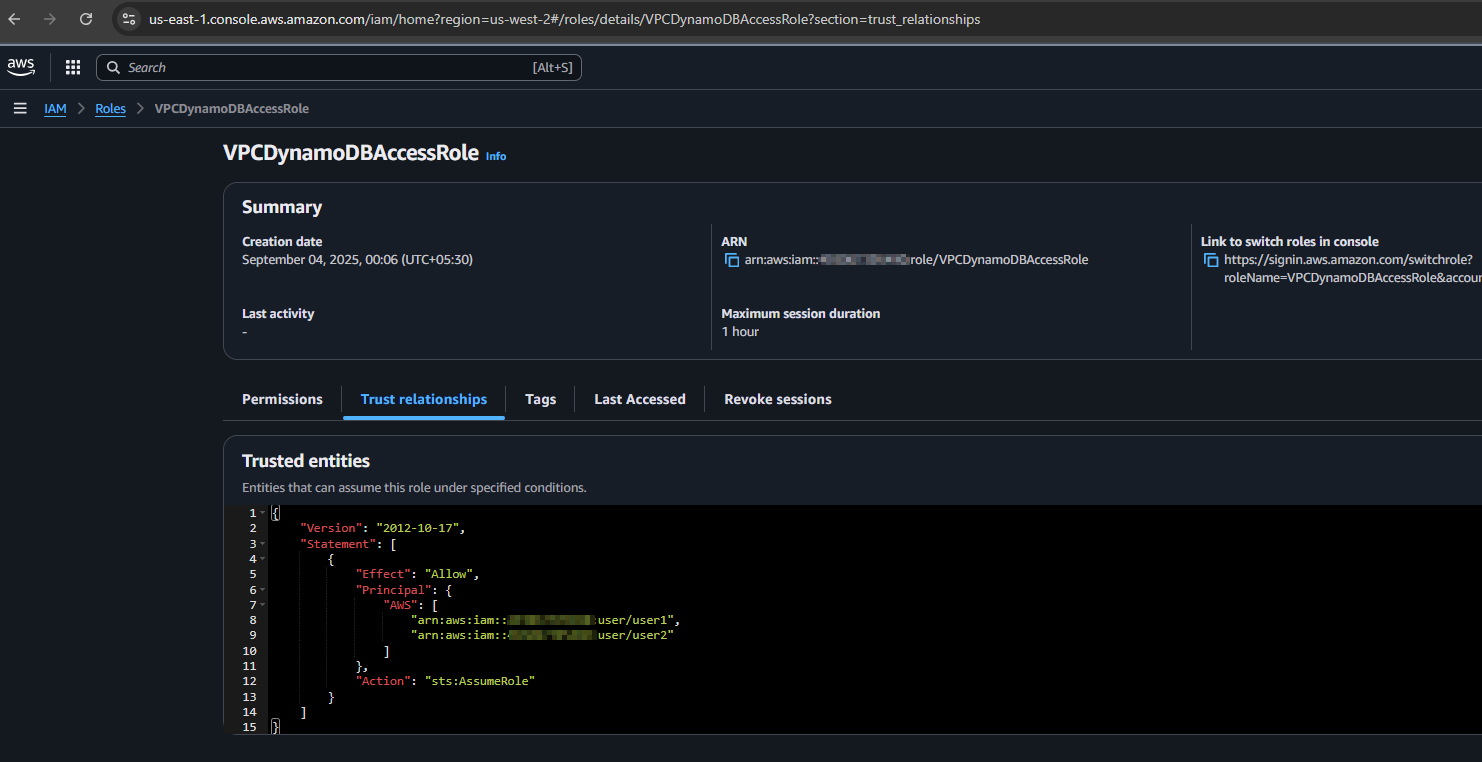 us-east-1.console.aws.amazon.com/iam/home?region=us-west-2#/roles/details/VPCDynamoDBAccessRole?section=trust_relationships
aws
Search [Alt+S]
IAM > Roles > VPCDynamoDBAccessRole
VPCDynamoDBAccessRole Info
Summary
Creation date
September 04, 2025, 00:06 (UTC+05:30)
ARN
arn:aws:iam::role/VPCDynamoDBAccessRole
Link to switch roles in console
https://signin.aws.amazon.com/switchrole?
roleName=VPCDynamoDBAccessRole&accour
Last activity
-
Maximum session duration
1 hour
Permissions
Trust relationships
Tags
Last Accessed
Revoke sessions
Trusted entities
Entities that can assume this role under specified conditions.
1 {
2 "Version": "2012-10-17",
3 "Statement": [
4 {
5 "Effect": "Allow",
6 "Principal": {
7 "AWS": [
8 "arn:aws:iam:::user/user1",
9 "arn:aws:iam:::user/user2"
10 ]
11 },
12 "Action": "sts:AssumeRole"
13 }
14 ]
15 }